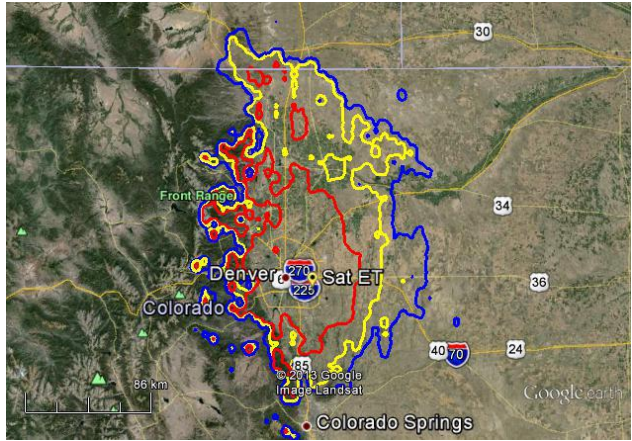 30
Front Range
34
Denver
270
Sat ET
36
225
Colorado
40
70
24
85
86 km
© 2013 Google
Image Landsat
Google earth
Colorado Springs